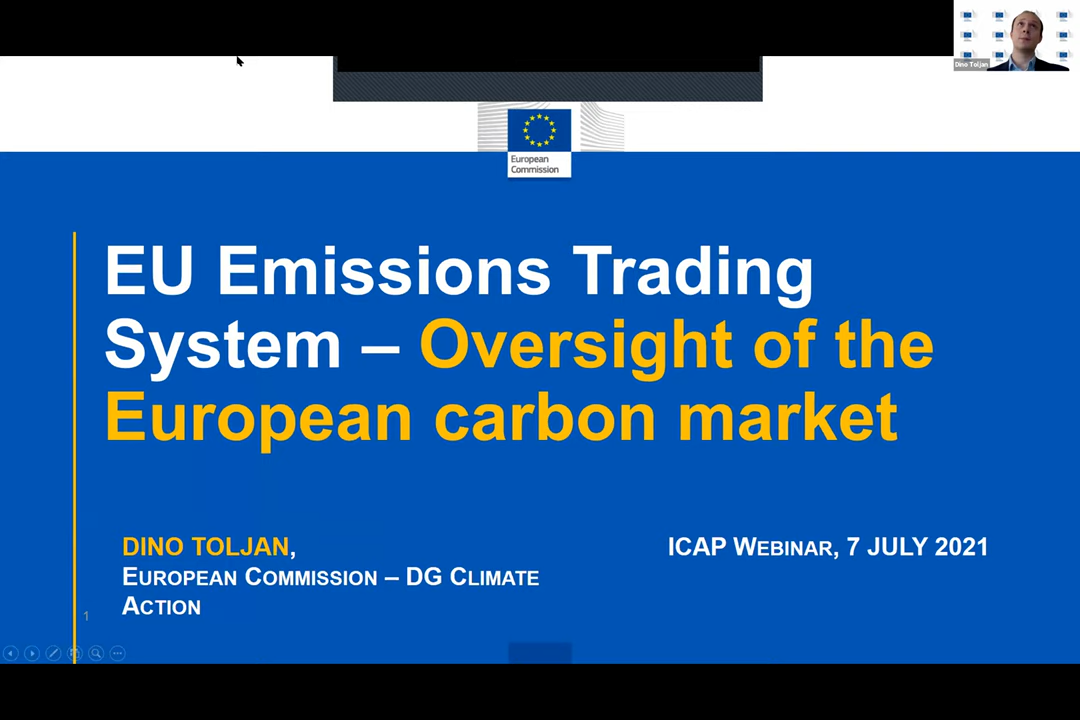 Dino Toljan
European
Commission
EU Emissions Trading
System – Oversight of the
European carbon market
DINO TOLJAN,
EUROPEAN COMMISSION – DG CLIMATE
ACTION
ICAP WEBINAR, 7 JULY 2021
1